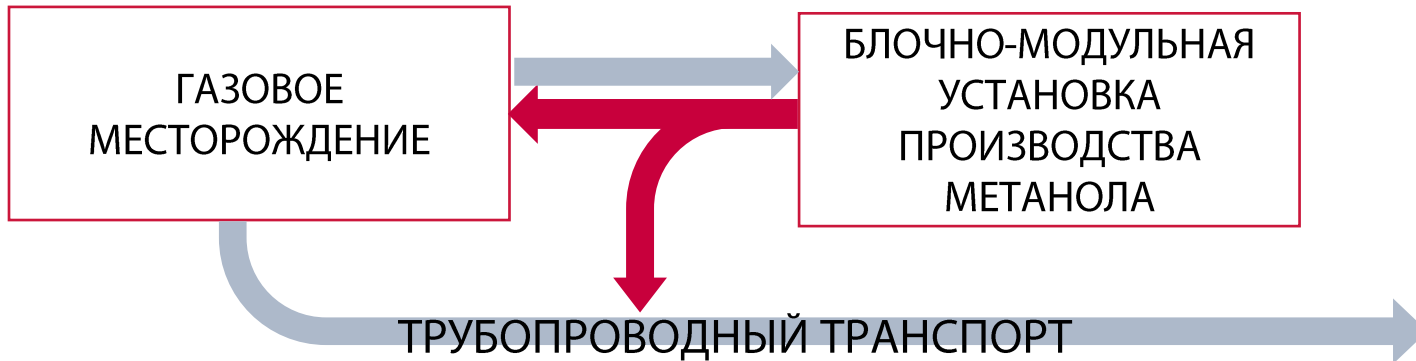 ГАЗОВОЕ
МЕСТОРОЖДЕНИЕ
БЛОЧНО-МОДУЛЬНАЯ
УСТАНОВКА
ПРОИЗВОДСТВА
МЕТАНОЛА
ТРУБОПРОВОДНЫЙ ТРАНСПОРТ